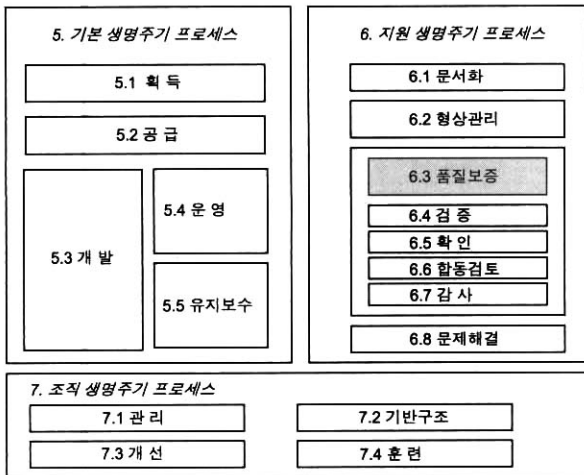 5. 기본 생명주기 프로세스
5.1 획 득
5.2 공 급
5.3 개 발
5.4 운 영
5.5 유지보수
6. 지원 생명주기 프로세스
6.1 문서화
6.2 형상관리
6.3 품질보증
6.4 검 증
6.5 확 인
6.6 합동검토
6.7 감 사
6.8 문제해결
7. 조직 생명주기 프로세스
7.1 관 리
7.2 기반구조
7.3 개 선
7.4 훈 련